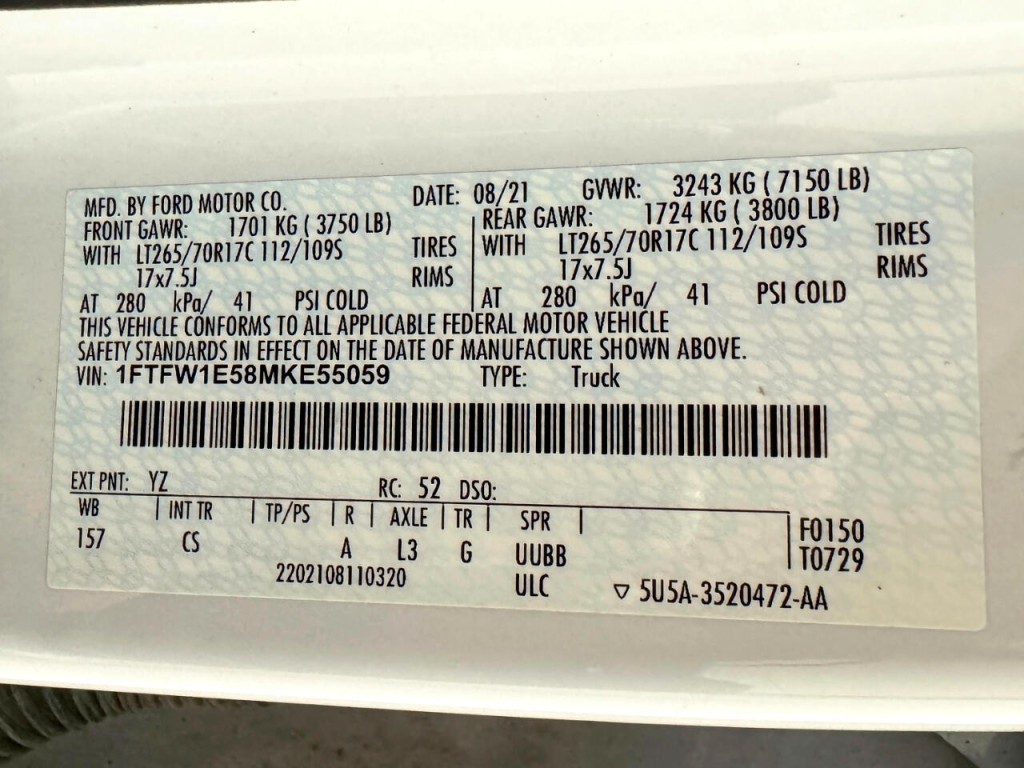 MFD. BY FORD MOTOR CO. DATE: 08/21 GVWR: 3243 KG ( 7150 LB)
FRONT GAWR: 1701 KG ( 3750 LB) REAR GAWR: 1724 KG ( 3800 LB)
WITH LT265/70R17C 112/109S TIRES WITH LT265/70R17C 112/109S TIRES
17x7.5J RIMS 17x7.5J RIMS
AT 280 kPa/ 41 PSI COLD AT 280 kPa/ 41 PSI COLD
THIS VEHICLE CONFORMS TO ALL APPLICABLE FEDERAL MOTOR VEHICLE
SAFETY STANDARDS IN EFFECT ON THE DATE OF MANUFACTURE SHOWN ABOVE.
VIN: 1FTFW1E58MKE55059 TYPE: Truck
EXT PNT: YZ RC: 52 DSO:
WB INT TR TP/PS R AXLE TR SPR F0150
157 CS A L3 G UUBB T0729
2202108110320 ULC ▽ 5U5A-3520472-AA